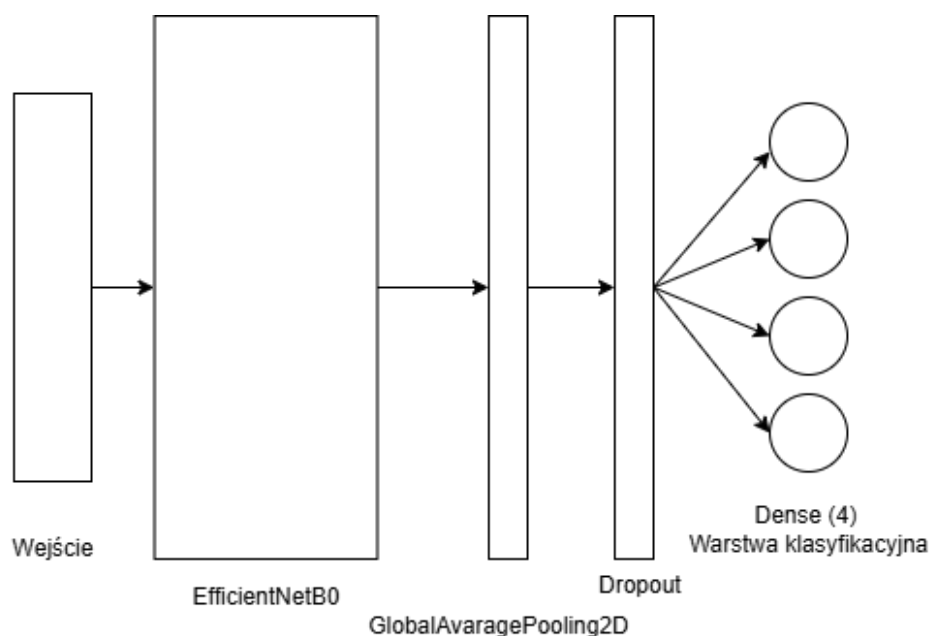 Wejście
EfficientNetB0
GlobalAvaragePooling2D
Dropout
Dense (4)
Warstwa klasyfikacyjna